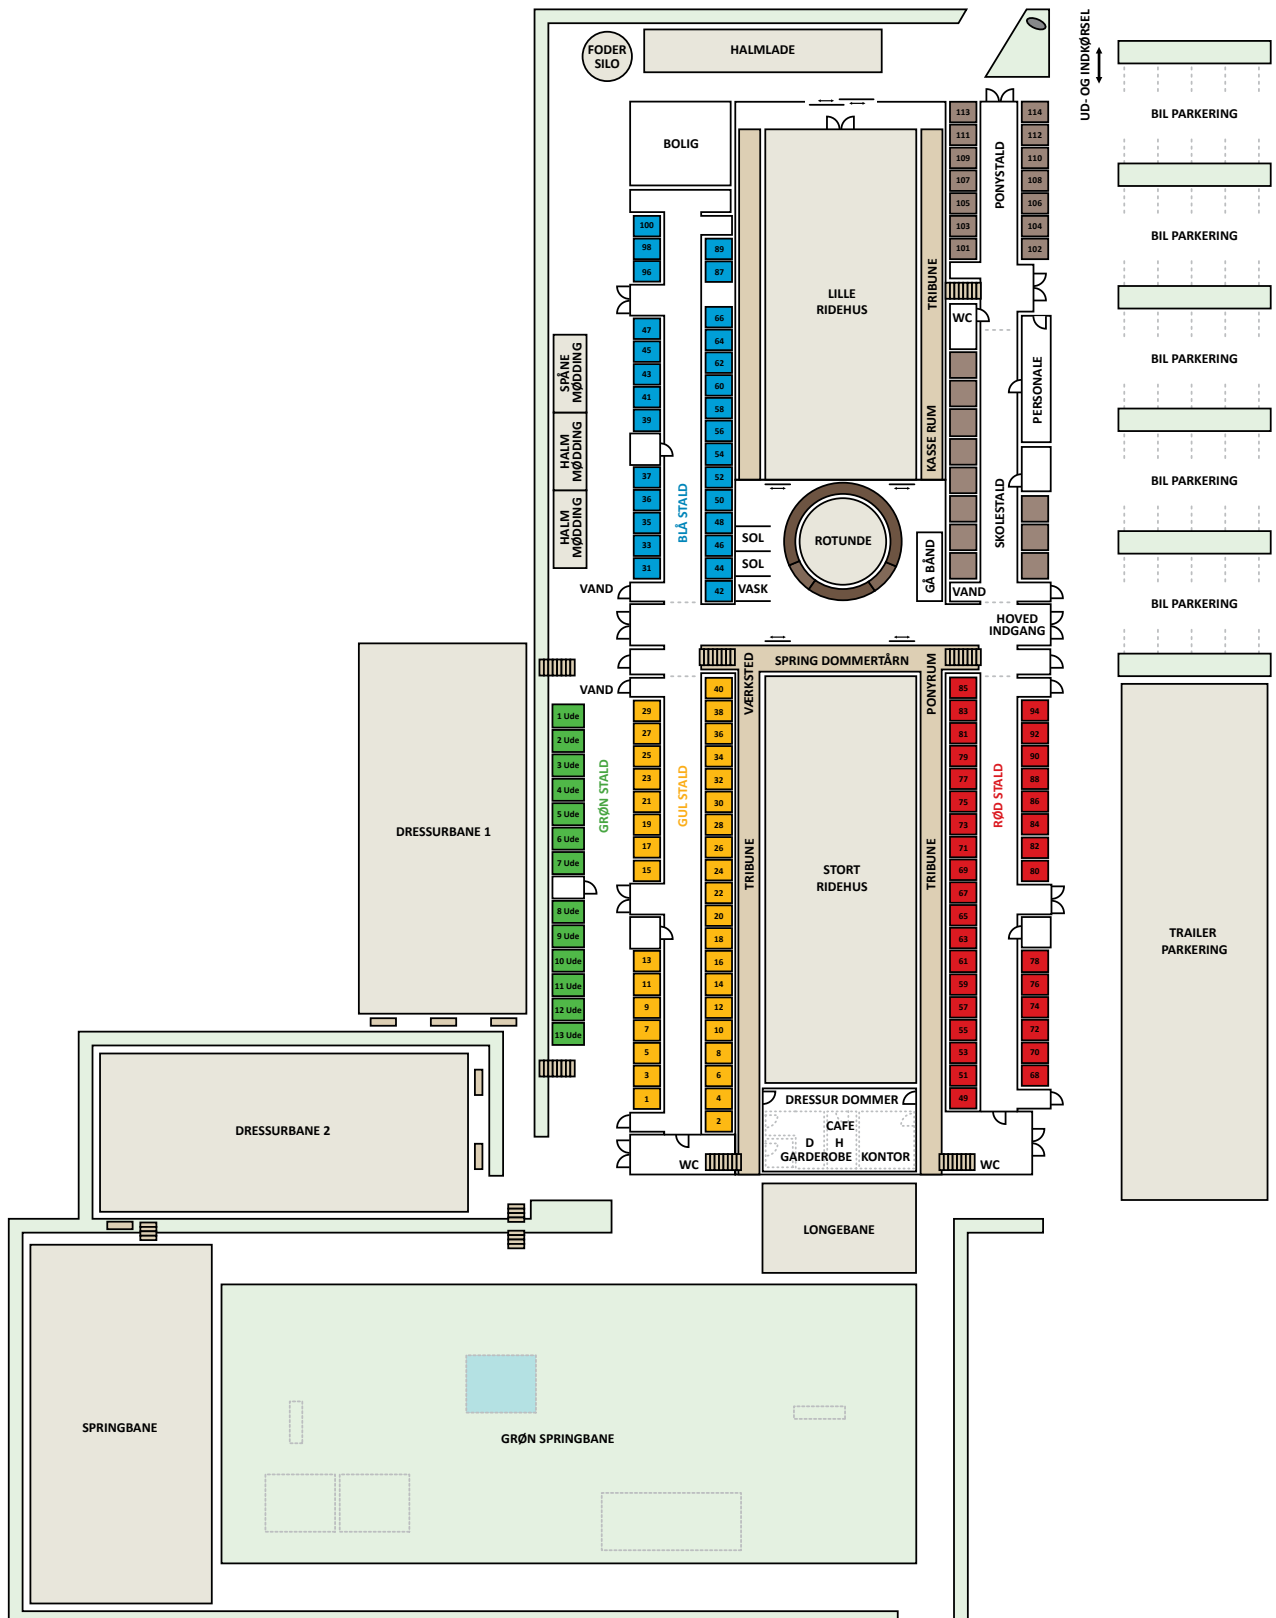 FODER
SILO
HALMLADE
UD- OG INDKØRSEL
BIL PARKERING
BIL PARKERING
BIL PARKERING
BIL PARKERING
BIL PARKERING
BOLIG
113
111
109
107
105
103
101
PONYSTALD
114
112
110
108
106
104
102
100
98
96
89
87
LILLE
RIDEHUS
TRIBUNE
KASSE RUM
WC
PERSONALE
SKOLESTALD
SPÅNE
MØDDING
HALM
MØDDING
HALM
MØDDING
47
45
43
41
39
37
36
35
33
31
BLÅ STALD
66
64
62
60
58
56
54
52
50
48
46
44
42
SOL
SOL
VASK
ROTUNDE
GÅ BÅND
VAND
VAND
HOVED
INDGANG
VÆRKSTED
SPRING DOMMERTÅRN
PONYRUM
VAND
1 Ude
2 Ude
3 Ude
4 Ude
5 Ude
6 Ude
7 Ude
8 Ude
9 Ude
10 Ude
11 Ude
12 Ude
13 Ude
GRØN STALD
29
27
25
23
21
19
17
15
13
11
9
7
5
3
1
GUL STALD
40
38
36
34
32
30
28
26
24
22
20
18
16
14
12
10
8
6
4
2
TRIBUNE
STORT
RIDEHUS
TRIBUNE
85
83
81
79
77
75
73
71
69
67
65
63
61
59
57
55
53
51
49
RØD STALD
94
92
90
88
86
84
82
80
78
76
74
72
70
68
TRAILER
PARKERING
DRESSURBANE 1
DRESSURBANE 2
DRESSUR DOMMER
CAFE
D H
GARDEROBE
KONTOR
WC
WC
LONGEBANE
SPRINGBANE
GRØN SPRINGBANE